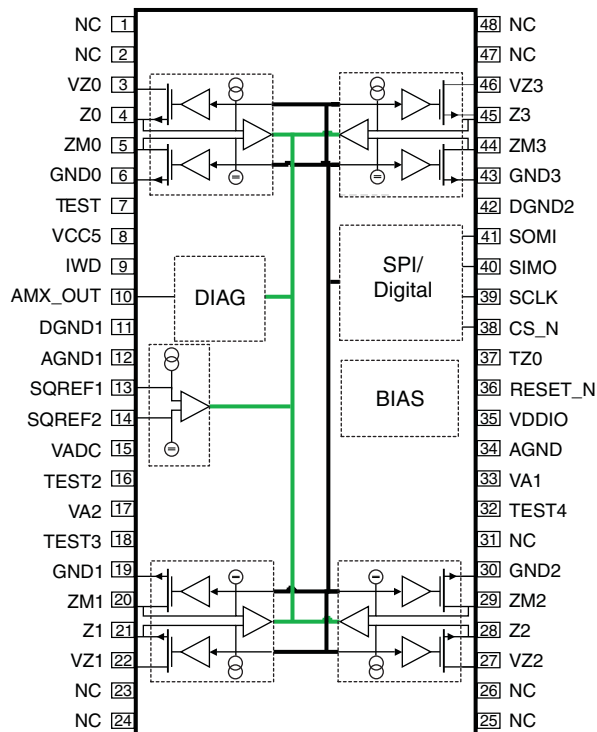 NC 1
NC 2
VZ0 3
Z0 4
ZM0 5
GND0 6
TEST 7
VCC5 8
IWD 9
AMX_OUT 10
DGND1 11
AGND1 12
SQREF1 13
SQREF2 14
VADC 15
TEST2 16
VA2 17
TEST3 18
GND1 19
ZM1 20
Z1 21
VZ1 22
NC 23
NC 24
DIAG
SPI/
Digital
BIAS
48 NC
47 NC
46 VZ3
45 Z3
44 ZM3
43 GND3
42 DGND2
41 SOMI
40 SIMO
39 SCLK
38 CS_N
37 TZ0
36 RESET_N
35 VDDIO
34 AGND
33 VA1
32 TEST4
31 NC
30 GND2
29 ZM2
28 Z2
27 VZ2
26 NC
25 NC